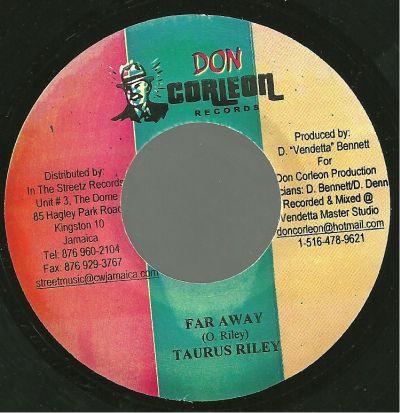 DON
CORLEON
RECORDS
Distributed by:
In The Streetz Records
Unit # 3, The Dome
85 Hagley Park Road
Kingston 10
Jamaica
Tel: 876 960-2104
Fax: 876 929-3767
streetmusic@cwjamaica.com
Produced by:
D. "Vendetta" Bennett
For
Don Corleon Production
cians: D. Bennett/D. Denn
Recorded & Mixed @
Vendetta Master Studio
doncorleon@hotmail.com
1-516-478-9621
FAR AWAY
(O. Riley)
TAURUS RILEY